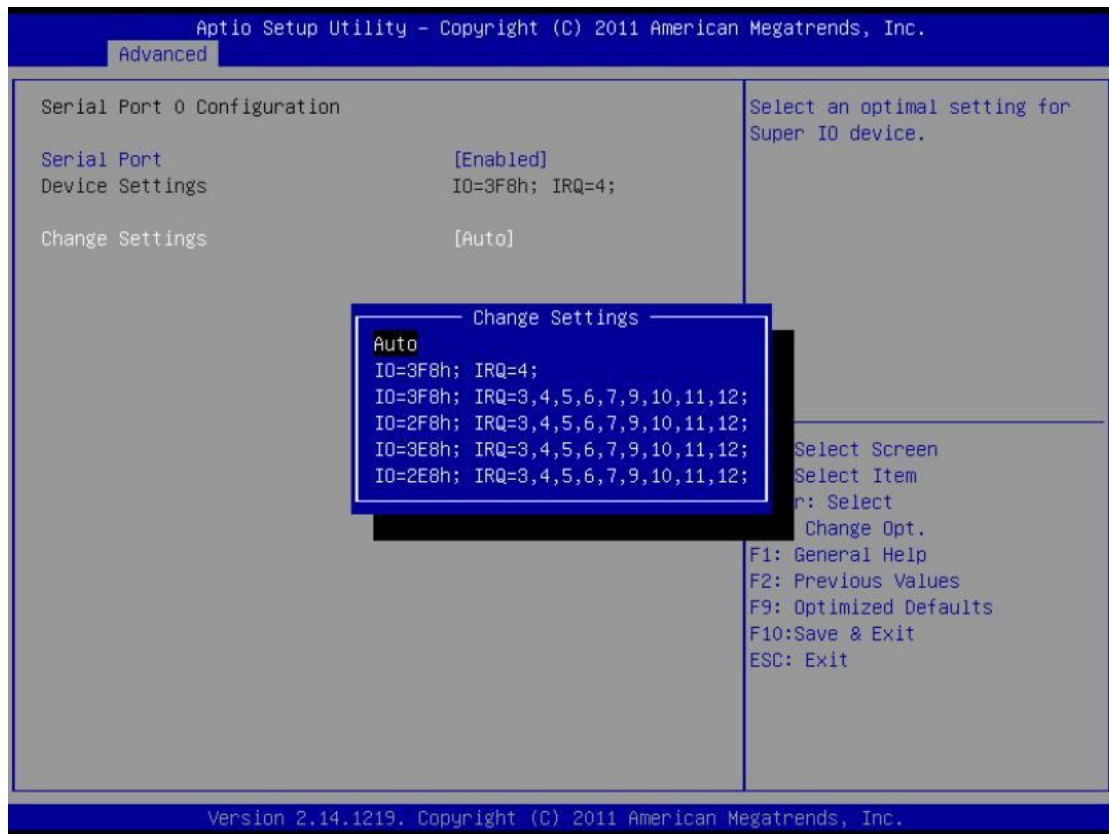 Aptio Setup Utility – Copyright (C) 2011 American Megatrends, Inc.
Advanced
Serial Port 0 Configuration
Serial Port [Enabled]
Device Settings IO=3F8h; IRQ=4;
Change Settings [Auto]
Select an optimal setting for
Super IO device.
Change Settings
Auto
IO=3F8h; IRQ=4;
IO=3F8h; IRQ=3,4,5,6,7,9,10,11,12;
IO=2F8h; IRQ=3,4,5,6,7,9,10,11,12;
IO=3E8h; IRQ=3,4,5,6,7,9,10,11,12;
IO=2E8h; IRQ=3,4,5,6,7,9,10,11,12;
Select Screen
Select Item
r: Select
Change Opt.
F1: General Help
F2: Previous Values
F9: Optimized Defaults
F10:Save & Exit
ESC: Exit
Version 2.14.1219. Copyright (C) 2011 American Megatrends, Inc.